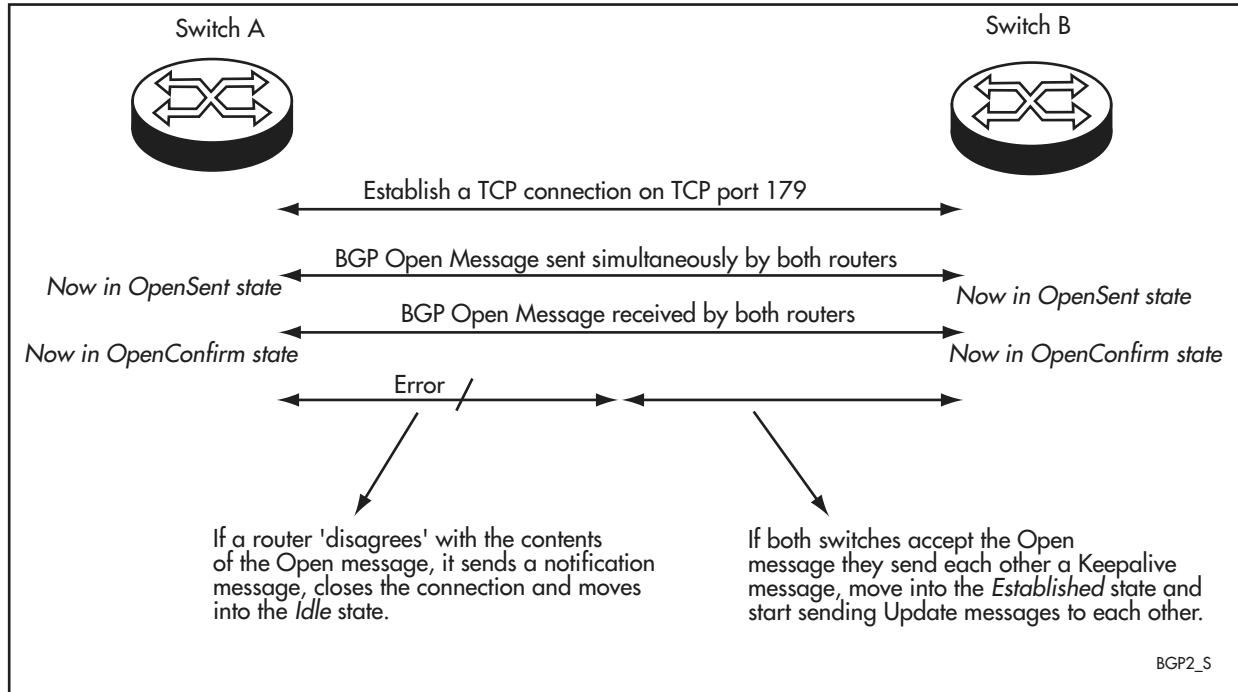 Switch A
Switch B
Establish a TCP connection on TCP port 179
BGP Open Message sent simultaneously by both routers
Now in OpenSent state
Now in OpenSent state
BGP Open Message received by both routers
Now in OpenConfirm state
Now in OpenConfirm state
Error
If a router 'disagrees' with the contents
of the Open message, it sends a notification
message, closes the connection and moves
into the Idle state.
If both switches accept the Open
message they send each other a Keepalive
message, move into the Established state and
start sending Update messages to each other.
BGP2_S